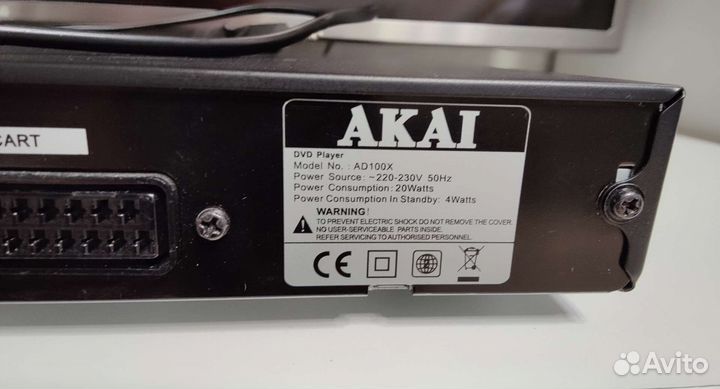 CART
AKAI
DVD Player
Model No. : AD100X
Power Source: ~220-230V 50Hz
Power Consumption: 20Watts
Power Consumption In Standby: 4Watts
WARNING!
TO PREVENT ELECTRIC SHOCK DO NOT REMOVE THE COVER.
NO USER-SERVICEABLE PARTS INSIDE.
REFER SERVICING TO AUTHORISED PERSONNEL.
CE
Avito